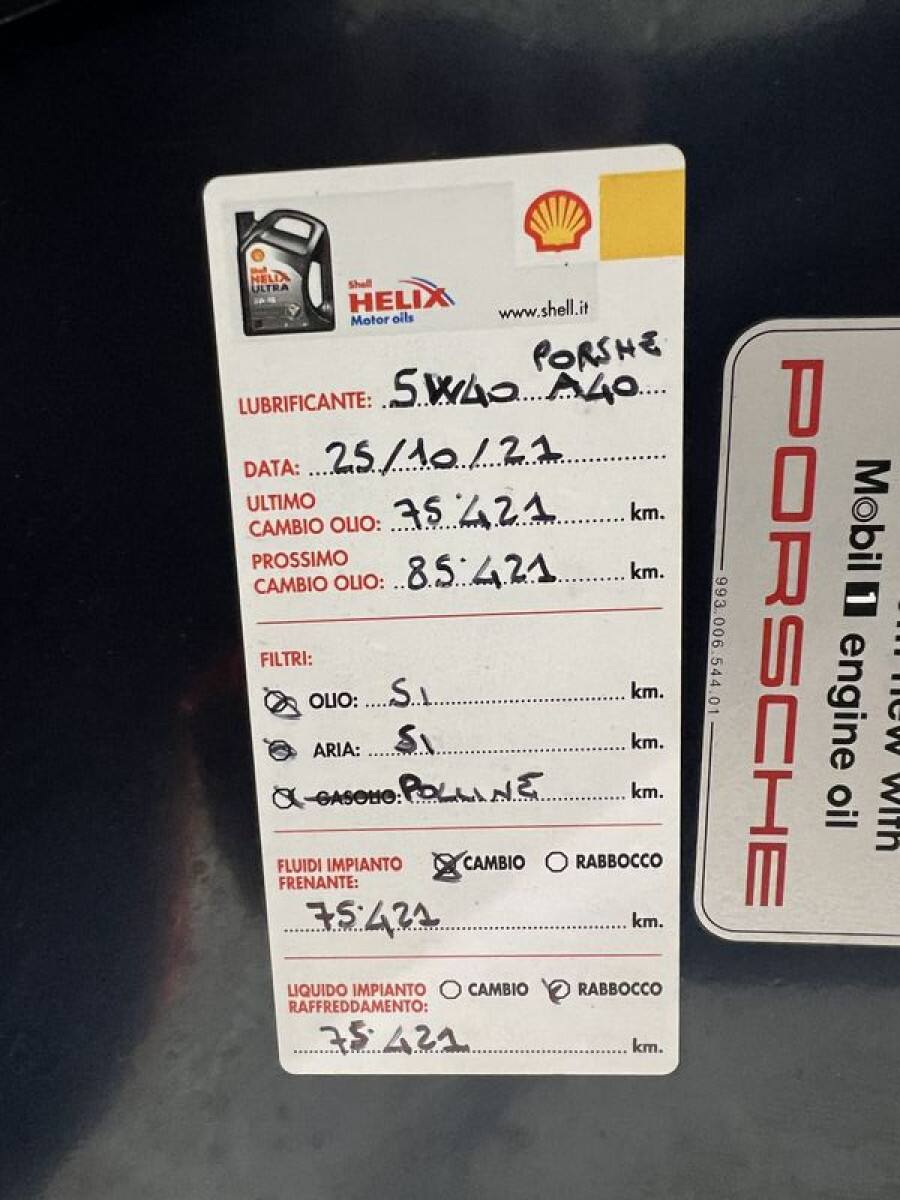 Shell
HELIX
ULTRA
Shell
HELIX
Motor oils
www.shell.it
PORSHE
LUBRIFICANTE: 5W40 A40
DATA: 25/10/21
ULTIMO
CAMBIO OLIO: 75.421 km.
PROSSIMO
CAMBIO OLIO: 85.421 km.
FILTRI:
OLIO: SI km.
ARIA: SI km.
GASOLIO: POLLINE km.
FLUIDI IMPIANTO CAMBIO RABBOCCO
FRENANTE:
75.421 km.
LIQUIDO IMPIANTO CAMBIO RABBOCCO
RAFFREDDAMENTO:
75.421 km.
PORSCHE
993.006.544.01
Mobil 1 engine oil
new with